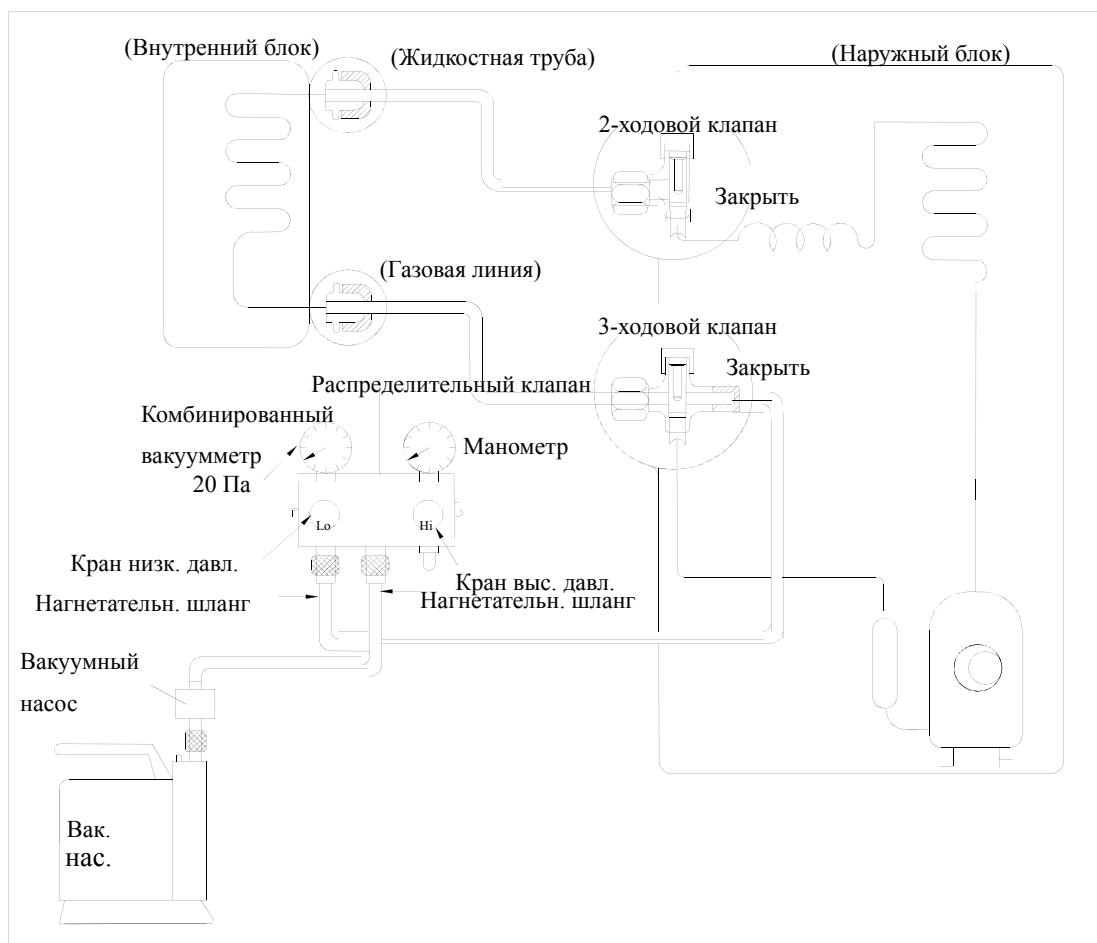 (Внутренний блок)
(Жидкостная труба)
(Наружный блок)
2-ходовой клапан
Закрыть
(Газовая линия)
3-ходовой клапан
Закрыть
Распределительный клапан
Комбинированный
вакуумметр
20 Па
Манометр
Lo
Hi
Кран низк. давл.
Кран выс. давл.
Нагнетательн. шланг
Нагнетательн. шланг
Вакуумный
насос
Вак.
нас.